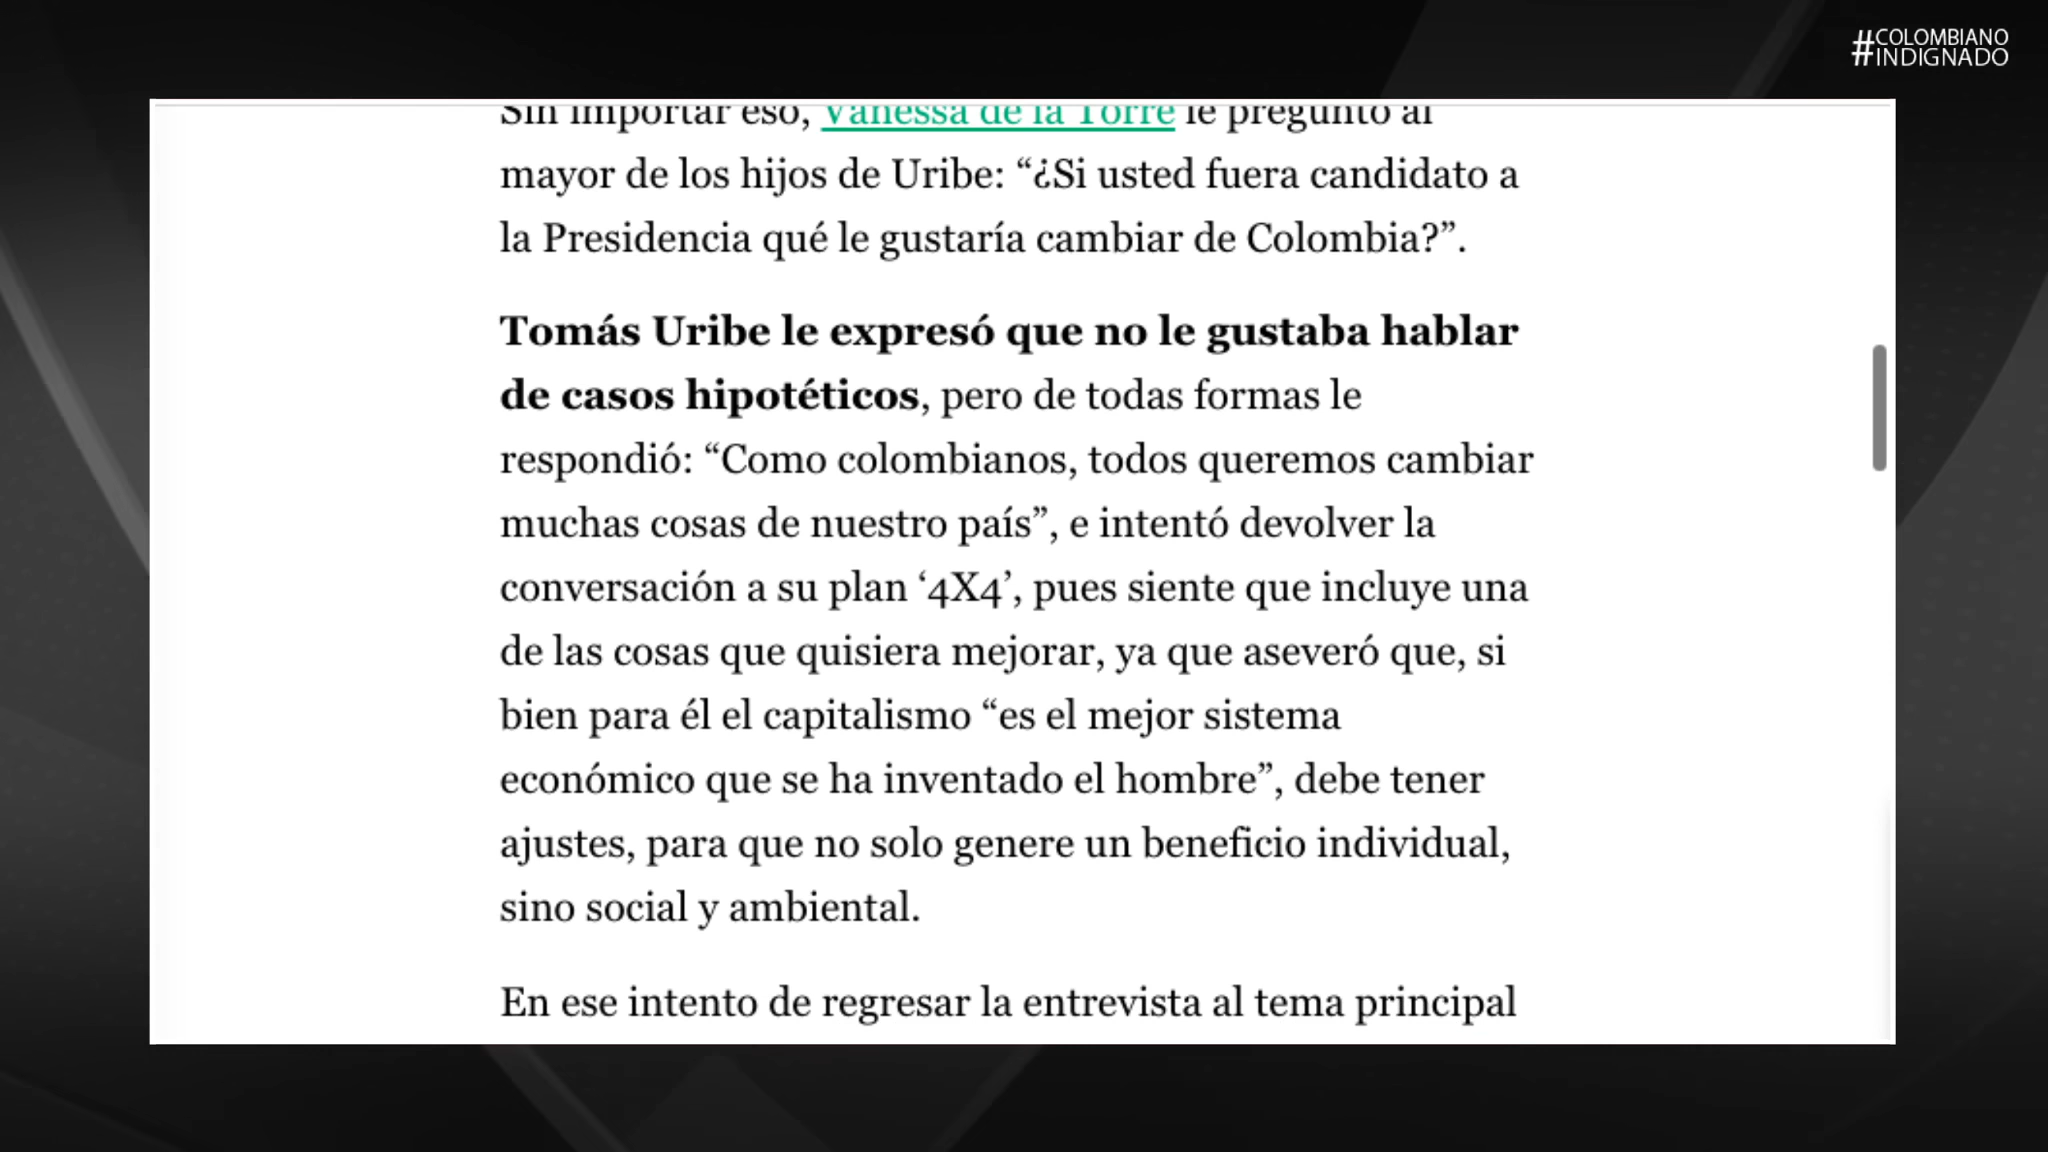 #COLOMBIANO
INDIGNADO
Sin importar eso, Vanessa de la Torre le preguntó al
mayor de los hijos de Uribe: “¿Si usted fuera candidato a
la Presidencia qué le gustaría cambiar de Colombia?”.
Tomás Uribe le expresó que no le gustaba hablar
de casos hipotéticos, pero de todas formas le
respondió: “Como colombianos, todos queremos cambiar
muchas cosas de nuestro país”, e intentó devolver la
conversación a su plan ‘4X4’, pues siente que incluye una
de las cosas que quisiera mejorar, ya que aseveró que, si
bien para él el capitalismo “es el mejor sistema
económico que se ha inventado el hombre”, debe tener
ajustes, para que no solo genere un beneficio individual,
sino social y ambiental.
En ese intento de regresar la entrevista al tema principal